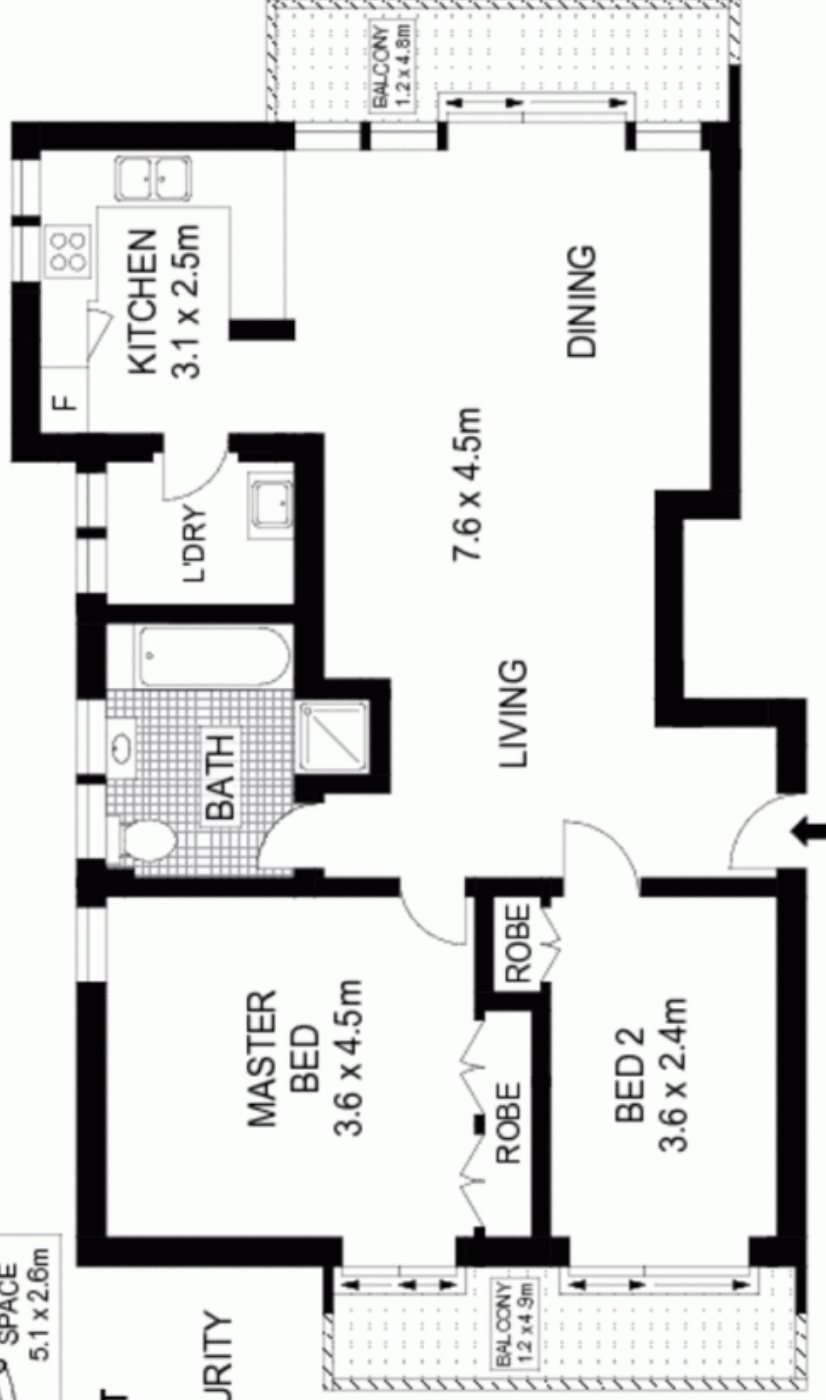 BALCONY
1.2 x 4.8m
KITCHEN
3.1 x 2.5m
F
DINING
7.6 x 4.5m
L'DRY
LIVING
BATH
MASTER
BED
3.6 x 4.5m
ROBE
ROBE
BED 2
3.6 x 2.4m
BALCONY
1.2 x 4.9m
SPACE
5.1 x 2.6m
URITY
T